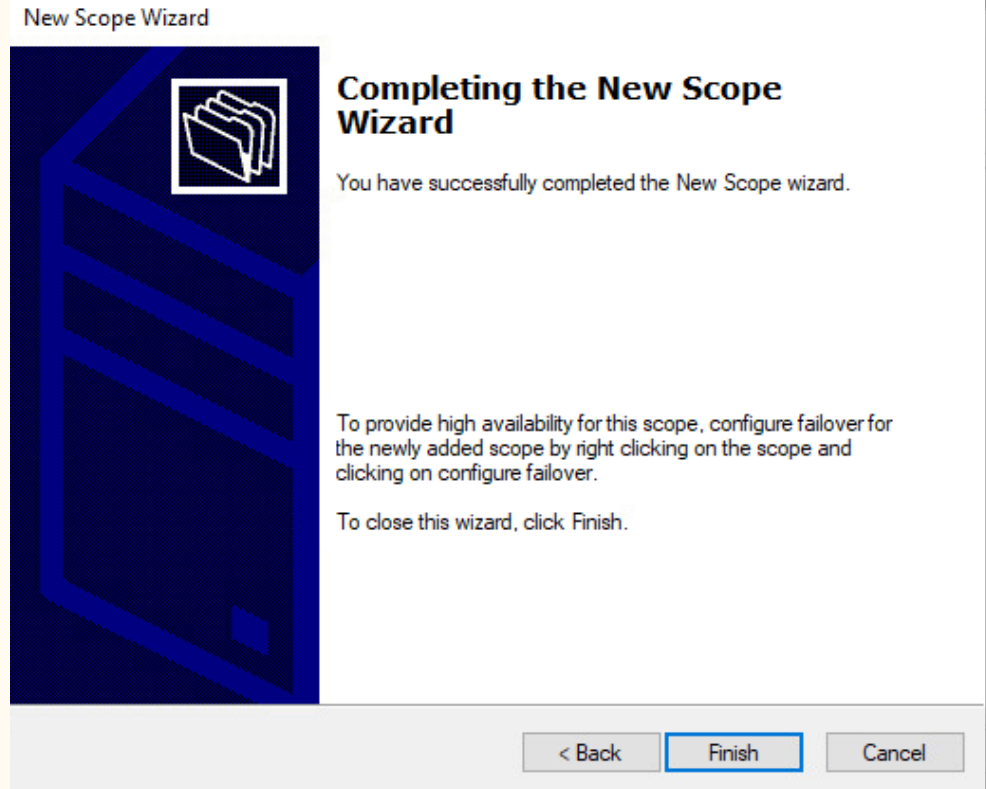 New Scope Wizard
Completing the New Scope
Wizard
You have successfully completed the New Scope wizard.
To provide high availability for this scope, configure failover for
the newly added scope by right clicking on the scope and
clicking on configure failover.
To close this wizard, click Finish.
< Back
Finish
Cancel